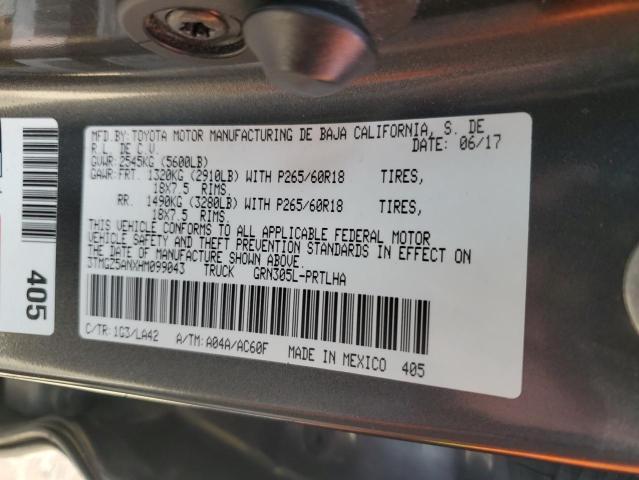 MFD.BY:TOYOTA MOTOR MANUFACTURING DE BAJA CALIFORNIA, S. DE
R.L. DE C.V. DATE: 06/17
GVWR:2545KG (5600LB)
GAWR:FRT. 1320KG (2910LB) WITH P265/60R18 TIRES,
18X7.5 RIMS.
RR. 1490KG (3280LB) WITH P265/60R18 TIRES,
18X7.5 RIMS.
THIS VEHICLE CONFORMS TO ALL APPLICABLE FEDERAL MOTOR
VEHICLE SAFETY AND THEFT PREVENTION STANDARDS IN EFFECT ON
THE DATE OF MANUFACTURE SHOWN ABOVE.
3TMGZ5ANXHM099043 TRUCK GRN305L-PRTLHA
C/TR:1G3/LA42 A/TM:A04A/AC60F MADE IN MEXICO 405
405